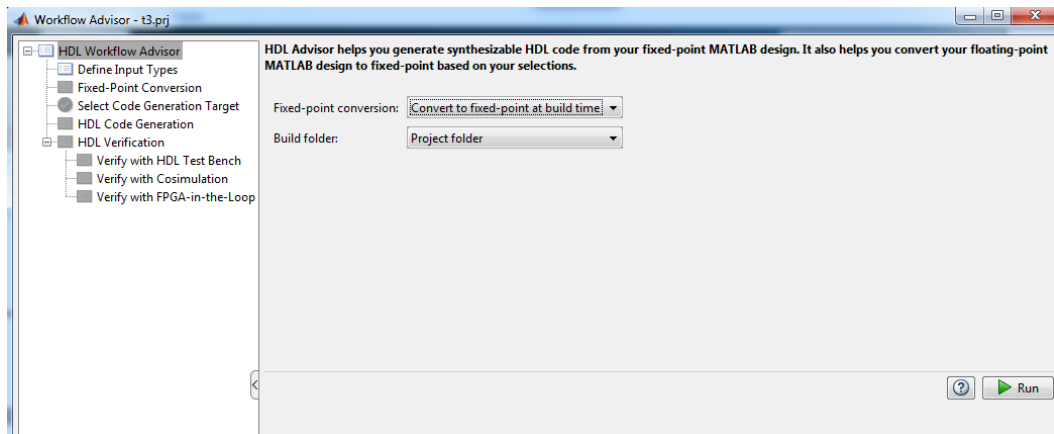 Workflow Advisor - t3.prj
HDL Workflow Advisor
Define Input Types
Fixed-Point Conversion
Select Code Generation Target
HDL Code Generation
HDL Verification
Verify with HDL Test Bench
Verify with Cosimulation
Verify with FPGA-in-the-Loop
HDL Advisor helps you generate synthesizable HDL code from your fixed-point MATLAB design. It also helps you convert your floating-point
MATLAB design to fixed-point based on your selections.
Fixed-point conversion: Convert to fixed-point at build time
Build folder: Project folder
Run